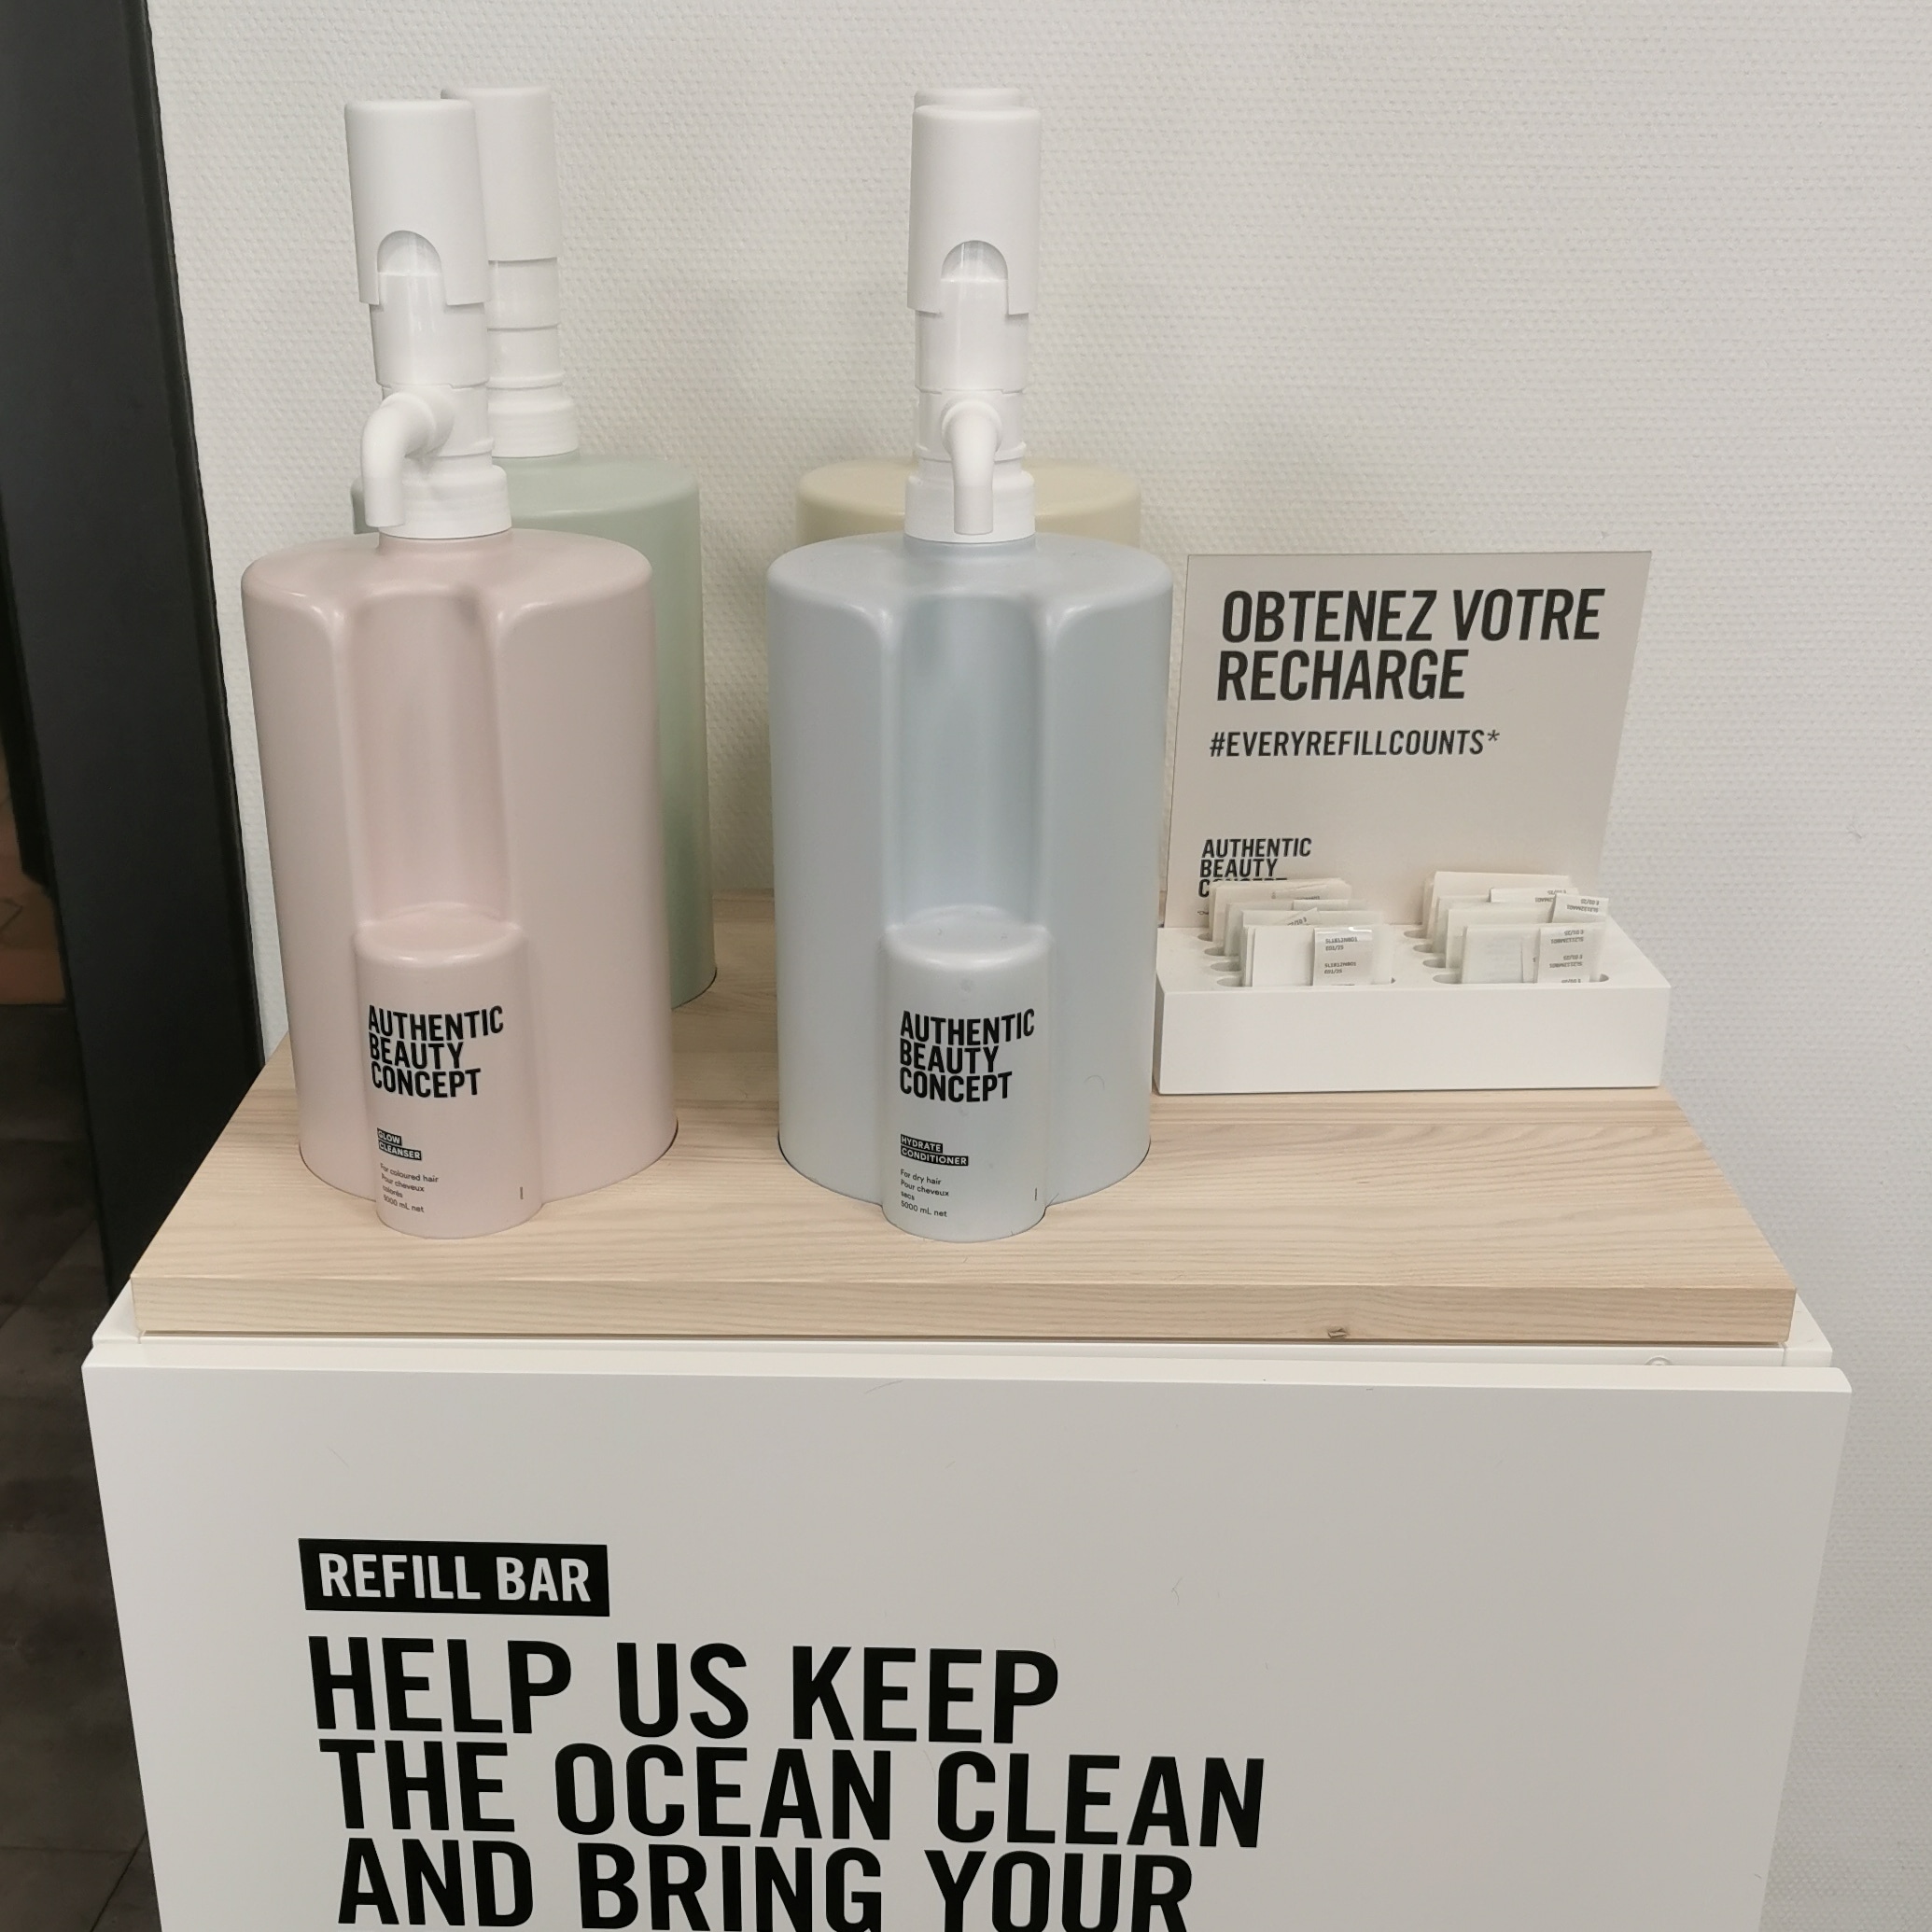 OBTENEZ VOTRE
RECHARGE
#EVERYREFILLCOUNTS*
AUTHENTIC
BEAUTY
CONCEPT
AUTHENTIC
BEAUTY
CONCEPT
GLOW
CLEANSER
For coloured hair
Pour cheveux
colorés
5000 mL net
AUTHENTIC
BEAUTY
CONCEPT
HYDRATE
CONDITIONER
For dry hair
Pour cheveux
secs
5000 mL net
REFILL BAR
HELP US KEEP
THE OCEAN CLEAN
AND BRING YOUR